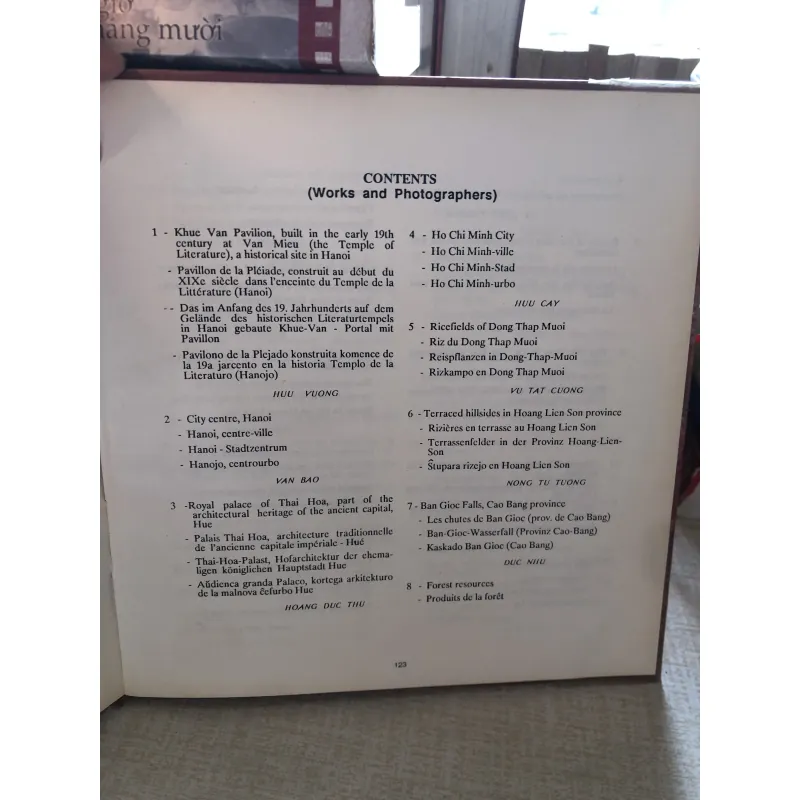 gió
háng mười
CONTENTS
(Works and Photographers)
1 - Khue Van Pavilion, built in the early 19th
century at Van Mieu (the Temple of
Literature), a historical site in Hanoi
- Pavillon de la Pléiade, construit au début du
XIXe siècle dans l'enceinte du Temple de la
Littérature (Hanoi)
-- Das im Anfang des 19. Jahrhunderts auf dem
Gelände des historischen Literaturtempels
in Hanoi gebaute Khue-Van - Portal mit
Pavillon
- Pavilono de la Plejado konstruita komence de
la 19a jarcento en la historia Templo de la
Literaturo (Hanojo)
HUU VUONG
2 - City centre, Hanoi
- Hanoi, centre-ville
- Hanoi - Stadtzentrum
- Hanojo, centrourbo
VAN BAO
3 -Royal palace of Thai Hoa, part of the
architectural heritage of the ancient capital,
Hue
- Palais Thai Hoa, architecture traditionnelle
de l'ancienne capitale impériale - Hué
- Thai-Hoa-Palast, Hofarchitektur der ehema-
ligen königlichen Hauptstadt Hue
- Aŭdienca granda Palaco, kortega arkitekturo
de la malnova ĉefurbo Hue
HOANG DUC THU
4 - Ho Chi Minh City
- Ho Chi Minh-ville
- Ho Chi Minh-Stad
- Ho Chi Minh-urbo
HUU CAY
5 - Ricefields of Dong Thap Muoi
- Riz du Dong Thap Muoi
- Reispflanzen in Dong-Thap-Muoi
- Rizkampo en Dong Thap Muoi
VU TAT CUONG
6 - Terraced hillsides in Hoang Lien Son province
- Rizières en terrasse au Hoang Lien Son
- Terrassenfelder in der Provinz Hoang-Lien-
Son
- Ŝtupara rizejo en Hoang Lien Son
NONG TU TUONG
7 - Ban Gioc Falls, Cao Bang province
- Les chutes de Ban Gioc (prov. de Cao Bang)
- Ban-Gioc-Wasserfall (Provinz Cao-Bang)
- Kaskado Ban Gioc (Cao Bang)
DUC NHU
8 - Forest resources
- Produits de la forêt
123